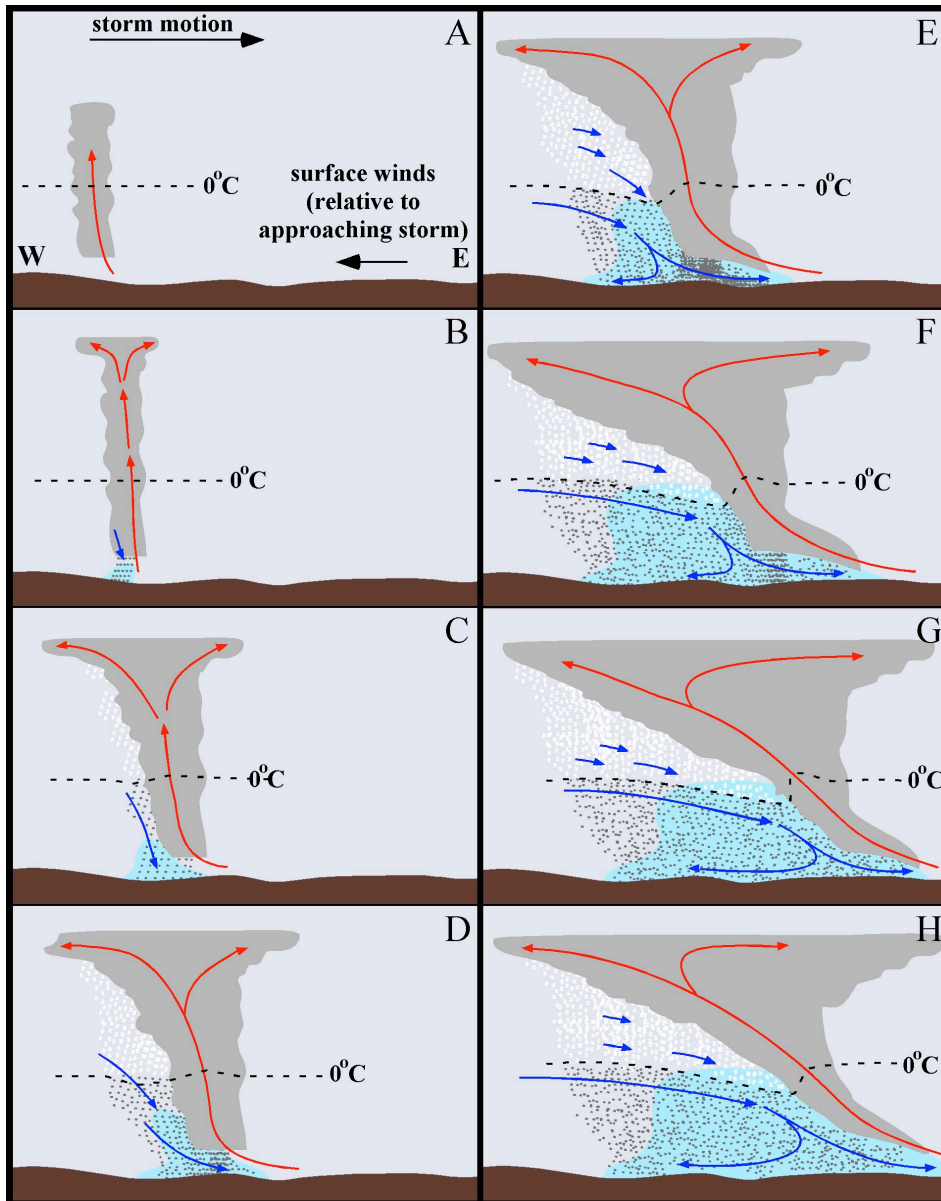 storm motion
A
0°C
surface winds
(relative to
approaching storm)
W
E
B
0°C
C
0°C
D
0°C
E
0°C
F
0°C
G
0°C
H
0°C